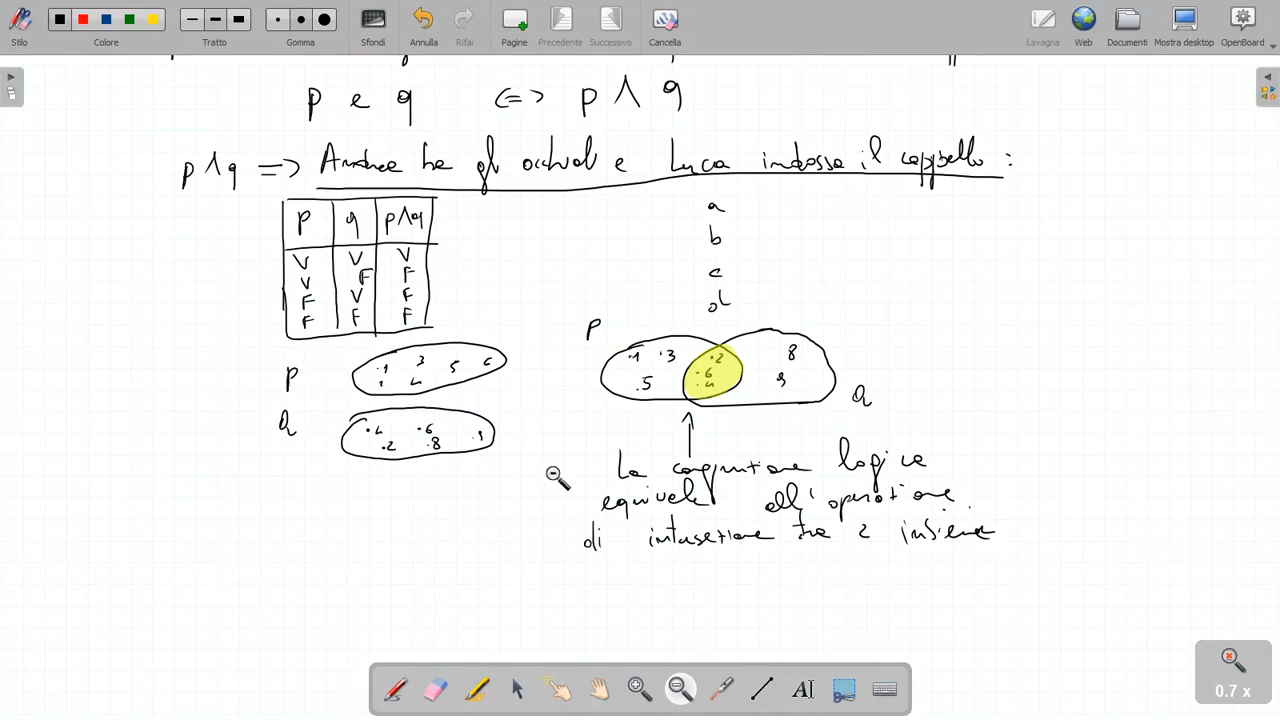 Stilo Colore Tratto Gomma Sfondi Annulla Rifai Pagine Precedente Successivo Cancella Lavagna Web Documenti Mostra desktop OpenBoard
p e q <=> p ∧ q
p ∧ q => Andrea ha gli occhiali e Luca indossa il cappello :
p q p∧q
V V V
V F F
F V F
F F F
a
b
c
d
P
.1 .3 .2 8
.5 .6 .4 9
Q
P
.1 3 5 6
2 4
Q
.4 .6 .9
.2 .8
La congiunzione logica
equivale all'operazione
di intersezione tra 2 insiemi
0.7 x